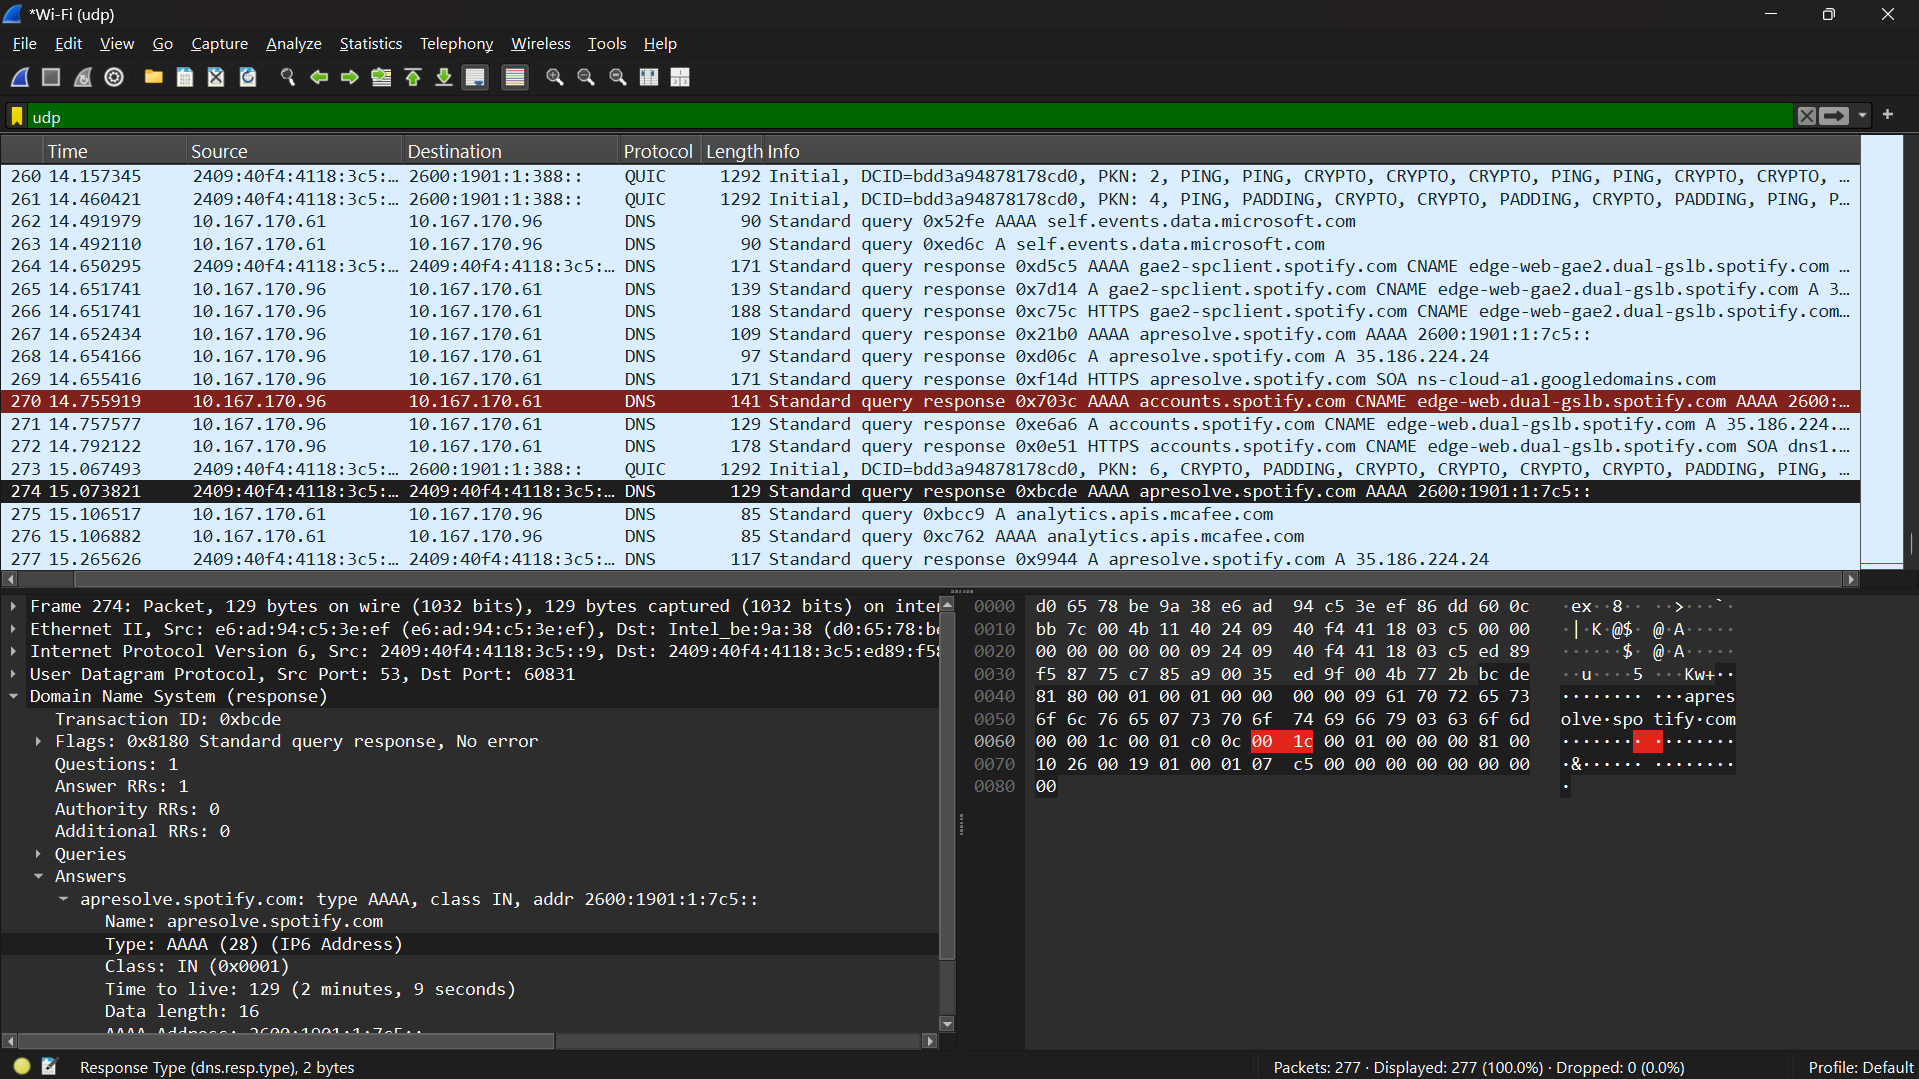 *Wi-Fi (udp)
File Edit View Go Capture Analyze Statistics Telephony Wireless Tools Help
udp
Time Source Destination Protocol Length Info
260 14.157345 2409:40f4:4118:3c5:… 2600:1901:1:388:: QUIC 1292 Initial, DCID=bdd3a94878178cd0, PKN: 2, PING, PING, CRYPTO, CRYPTO, CRYPTO, PING, PING, CRYPTO, CRYPTO, …
261 14.460421 2409:40f4:4118:3c5:… 2600:1901:1:388:: QUIC 1292 Initial, DCID=bdd3a94878178cd0, PKN: 4, PING, PADDING, CRYPTO, CRYPTO, PADDING, CRYPTO, PADDING, PING, P…
262 14.491979 10.167.170.61 10.167.170.96 DNS 90 Standard query 0x52fe AAAA self.events.data.microsoft.com
263 14.492110 10.167.170.61 10.167.170.96 DNS 90 Standard query 0xed6c A self.events.data.microsoft.com
264 14.650295 2409:40f4:4118:3c5:… 2409:40f4:4118:3c5:… DNS 171 Standard query response 0xd5c5 AAAA gae2-spclient.spotify.com CNAME edge-web-gae2.dual-gslb.spotify.com …
265 14.651741 10.167.170.96 10.167.170.61 DNS 139 Standard query response 0x7d14 A gae2-spclient.spotify.com CNAME edge-web-gae2.dual-gslb.spotify.com A 3…
266 14.651741 10.167.170.96 10.167.170.61 DNS 188 Standard query response 0xc75c HTTPS gae2-spclient.spotify.com CNAME edge-web-gae2.dual-gslb.spotify.com…
267 14.652434 10.167.170.96 10.167.170.61 DNS 109 Standard query response 0x21b0 AAAA apresolve.spotify.com AAAA 2600:1901:1:7c5::
268 14.654166 10.167.170.96 10.167.170.61 DNS 97 Standard query response 0xd06c A apresolve.spotify.com A 35.186.224.24
269 14.655416 10.167.170.96 10.167.170.61 DNS 171 Standard query response 0xf14d HTTPS apresolve.spotify.com SOA ns-cloud-a1.googledomains.com
270 14.755919 10.167.170.96 10.167.170.61 DNS 141 Standard query response 0x703c AAAA accounts.spotify.com CNAME edge-web.dual-gslb.spotify.com AAAA 2600:…
271 14.757577 10.167.170.96 10.167.170.61 DNS 129 Standard query response 0xe6a6 A accounts.spotify.com CNAME edge-web.dual-gslb.spotify.com A 35.186.224.…
272 14.792122 10.167.170.96 10.167.170.61 DNS 178 Standard query response 0x0e51 HTTPS accounts.spotify.com CNAME edge-web.dual-gslb.spotify.com SOA dns1.…
273 15.067493 2409:40f4:4118:3c5:… 2600:1901:1:388:: QUIC 1292 Initial, DCID=bdd3a94878178cd0, PKN: 6, CRYPTO, PADDING, CRYPTO, CRYPTO, CRYPTO, CRYPTO, PADDING, PING, …
274 15.073821 2409:40f4:4118:3c5:… 2409:40f4:4118:3c5:… DNS 129 Standard query response 0xbcde AAAA apresolve.spotify.com AAAA 2600:1901:1:7c5::
275 15.106517 10.167.170.61 10.167.170.96 DNS 85 Standard query 0xbcc9 A analytics.apis.mcafee.com
276 15.106882 10.167.170.61 10.167.170.96 DNS 85 Standard query 0xc762 AAAA analytics.apis.mcafee.com
277 15.265626 2409:40f4:4118:3c5:… 2409:40f4:4118:3c5:… DNS 117 Standard query response 0x9944 A apresolve.spotify.com A 35.186.224.24
Frame 274: Packet, 129 bytes on wire (1032 bits), 129 bytes captured (1032 bits) on inte
Ethernet II, Src: e6:ad:94:c5:3e:ef (e6:ad:94:c5:3e:ef), Dst: Intel_be:9a:38 (d0:65:78:be
Internet Protocol Version 6, Src: 2409:40f4:4118:3c5::9, Dst: 2409:40f4:4118:3c5:ed89:f58
User Datagram Protocol, Src Port: 53, Dst Port: 60831
Domain Name System (response)
Transaction ID: 0xbcde
Flags: 0x8180 Standard query response, No error
Questions: 1
Answer RRs: 1
Authority RRs: 0
Additional RRs: 0
Queries
Answers
apresolve.spotify.com: type AAAA, class IN, addr 2600:1901:1:7c5::
Name: apresolve.spotify.com
Type: AAAA (28) (IP6 Address)
Class: IN (0x0001)
Time to live: 129 (2 minutes, 9 seconds)
Data length: 16
AAAA Address: 2600:1901:1:7c5::
0000 d0 65 78 be 9a 38 e6 ad 94 c5 3e ef 86 dd 60 0c ·ex··8·· ··>···`·
0010 bb 7c 00 4b 11 40 24 09 40 f4 41 18 03 c5 00 00 ·|·K·@$· @·A·····
0020 00 00 00 00 00 09 24 09 40 f4 41 18 03 c5 ed 89 ······$· @·A·····
0030 f5 87 75 c7 85 a9 00 35 ed 9f 00 4b 77 2b bc de ··u····5 ···Kw+··
0040 81 80 00 01 00 01 00 00 00 00 09 61 70 72 65 73 ········ ···apres
0050 6f 6c 76 65 07 73 70 6f 74 69 66 79 03 63 6f 6d olve·spo tify·com
0060 00 00 1c 00 01 c0 0c 00 1c 00 01 00 00 00 81 00 ········ ········
0070 10 26 00 19 01 00 01 07 c5 00 00 00 00 00 00 00 ·&······ ········
0080 00 ·
Response Type (dns.resp.type), 2 bytes
Packets: 277 · Displayed: 277 (100.0%) · Dropped: 0 (0.0%)
Profile: Default